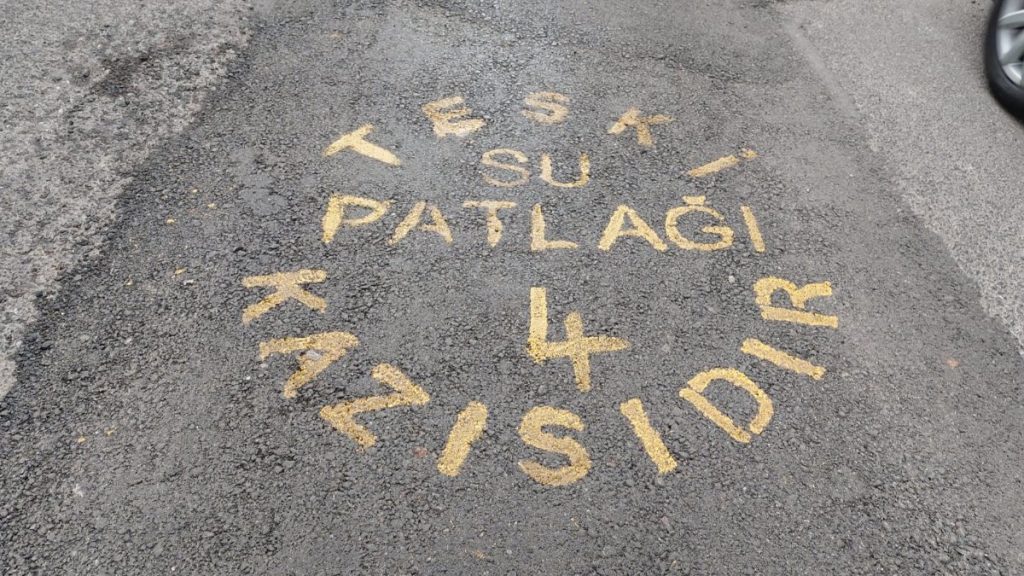 TESKİ
SU
PATLAĞI
4
KAZISIDIR